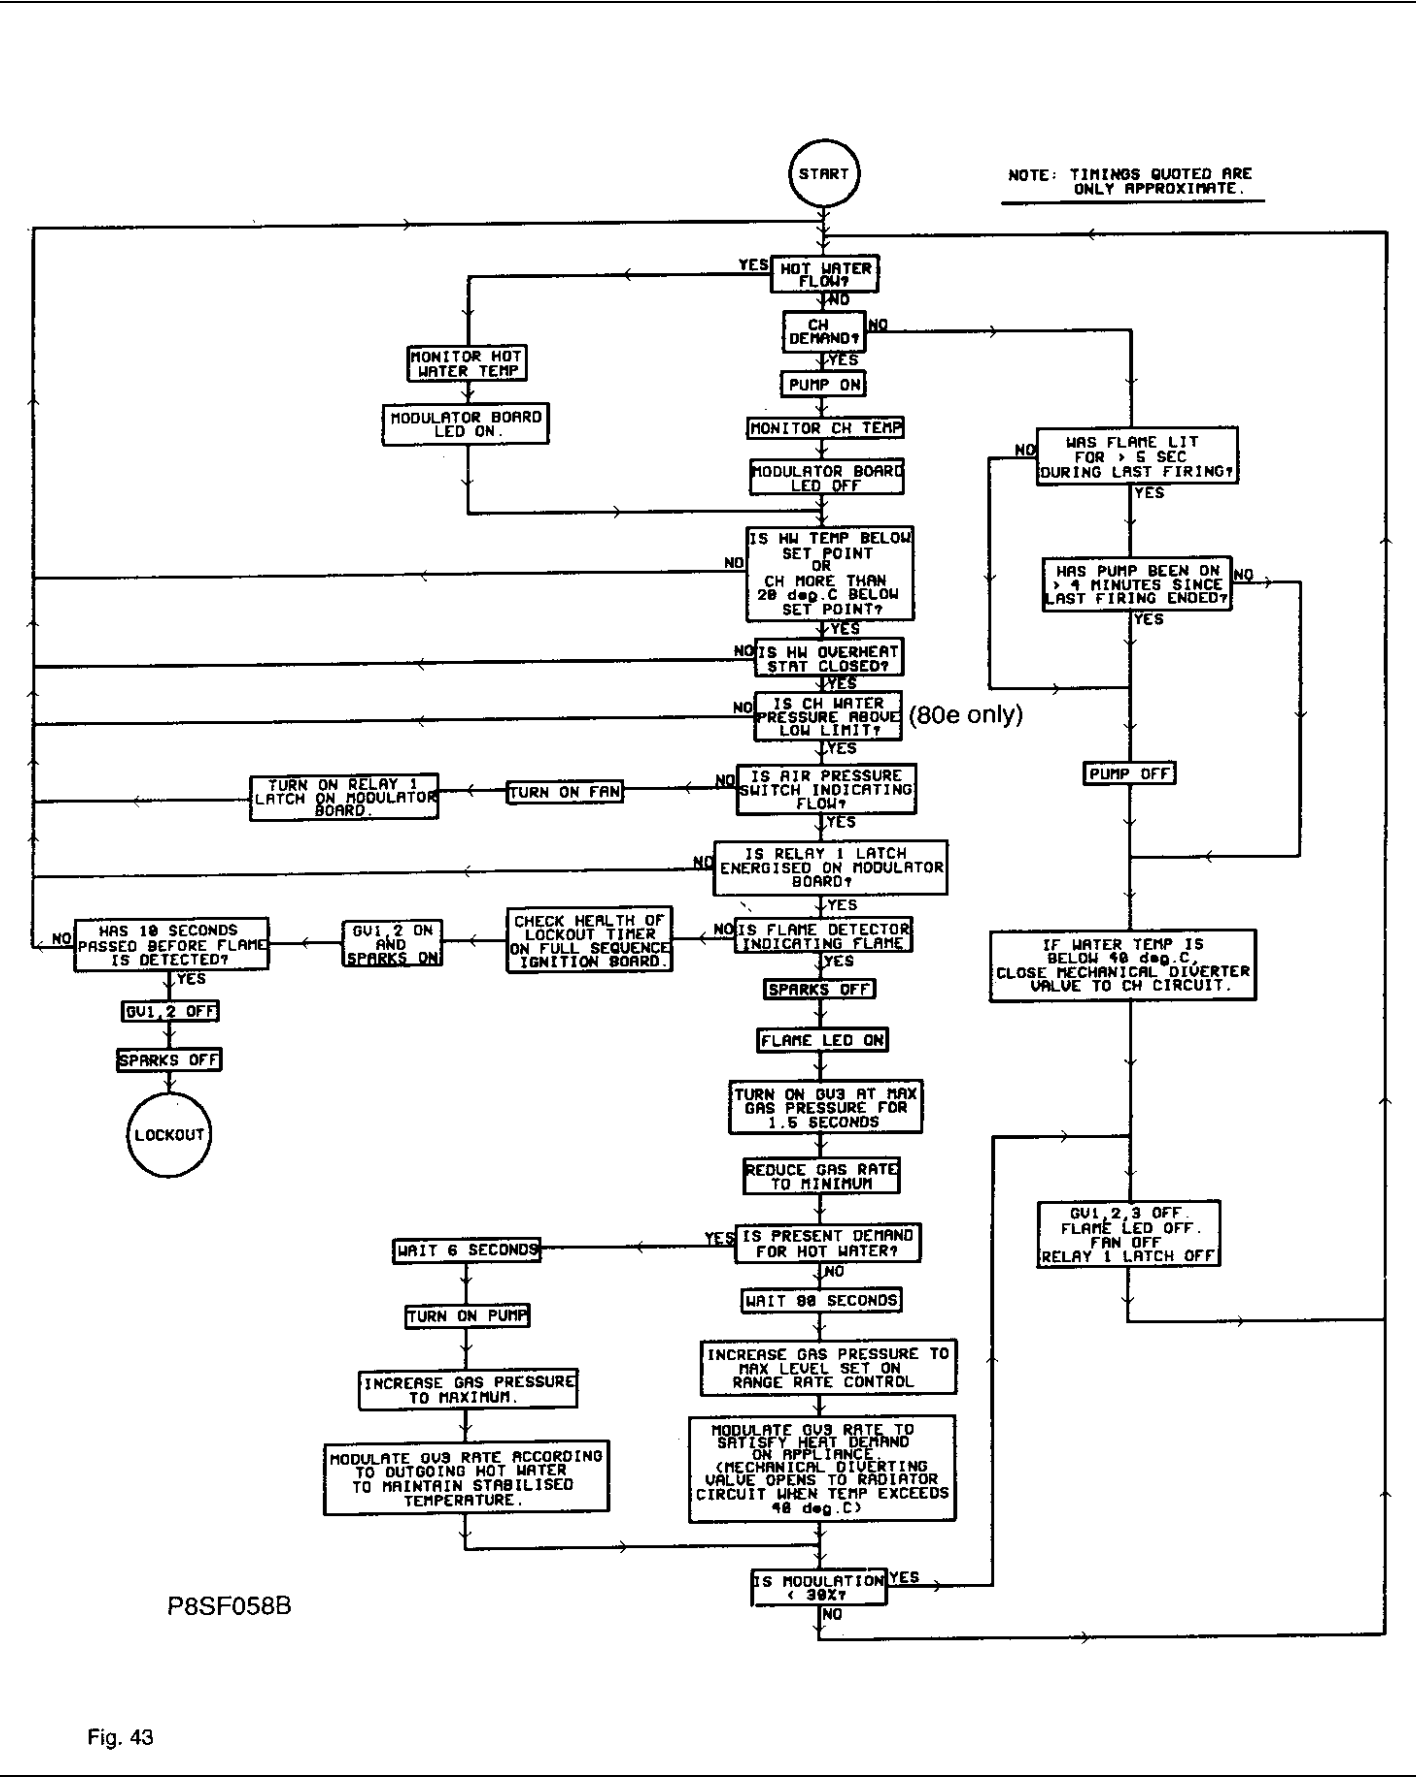 START
NOTE: TIMINGS QUOTED ARE
ONLY APPROXIMATE.
YES
HOT WATER
FLOW?
NO
CH
DEMAND?
NO
YES
MONITOR HOT
WATER TEMP
PUMP ON
MODULATOR BOARD
LED ON.
MONITOR CH TEMP
MODULATOR BOARD
LED OFF
NO
WAS FLAME LIT
FOR > 5 SEC
DURING LAST FIRING?
YES
IS HW TEMP BELOW
SET POINT
OR
CH MORE THAN
20 deg.C BELOW
SET POINT?
NO
YES
HAS PUMP BEEN ON
> 4 MINUTES SINCE
LAST FIRING ENDED?
NO
YES
NO
IS HW OVERHEAT
STAT CLOSED?
YES
NO
IS CH WATER
PRESSURE ABOVE
LOW LIMIT?
(80e only)
YES
PUMP OFF
TURN ON RELAY 1
LATCH ON MODULATOR
BOARD.
TURN ON FAN
NO
IS AIR PRESSURE
SWITCH INDICATING
FLOW?
YES
NO
IS RELAY 1 LATCH
ENERGISED ON MODULATOR
BOARD?
YES
NO
HAS 10 SECONDS
PASSED BEFORE FLAME
IS DETECTED?
YES
GV1,2 ON
AND
SPARKS ON
CHECK HEALTH OF
LOCKOUT TIMER
ON FULL SEQUENCE
IGNITION BOARD.
NO
IS FLAME DETECTOR
INDICATING FLAME
YES
IF WATER TEMP IS
BELOW 40 deg.C,
CLOSE MECHANICAL DIVERTER
VALVE TO CH CIRCUIT.
GV1,2 OFF
SPARKS OFF
SPARKS OFF
FLAME LED ON
LOCKOUT
TURN ON GV3 AT MAX
GAS PRESSURE FOR
1.5 SECONDS
REDUCE GAS RATE
TO MINIMUM
GV1,2,3 OFF.
FLAME LED OFF.
FAN OFF
RELAY 1 LATCH OFF
WAIT 6 SECONDS
YES
IS PRESENT DEMAND
FOR HOT WATER?
NO
WAIT 90 SECONDS
TURN ON PUMP
INCREASE GAS PRESSURE TO
MAX LEVEL SET ON
RANGE RATE CONTROL
INCREASE GAS PRESSURE
TO MAXIMUM.
MODULATE GV3 RATE ACCORDING
TO OUTGOING HOT WATER
TO MAINTAIN STABILISED
TEMPERATURE.
MODULATE GV3 RATE TO
SATISFY HEAT DEMAND
ON APPLIANCE.
(MECHANICAL DIVERTING
VALVE OPENS TO RADIATOR
CIRCUIT WHEN TEMP EXCEEDS
40 deg.C)
IS MODULATION
< 30%?
YES
NO
P8SF058B
Fig. 43